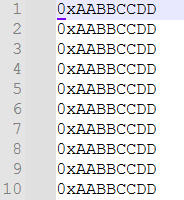 1 0xAABBCCDD
2 0xAABBCCDD
3 0xAABBCCDD
4 0xAABBCCDD
5 0xAABBCCDD
6 0xAABBCCDD
7 0xAABBCCDD
8 0xAABBCCDD
9 0xAABBCCDD
10 0xAABBCCDD